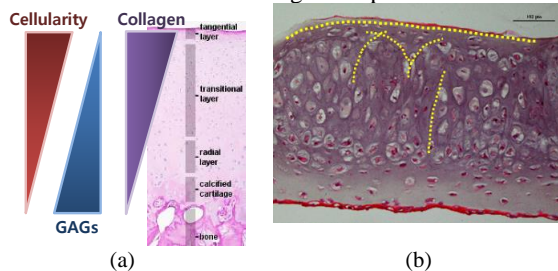 Cellularity
Collagen
tangential
layer
transitional
layer
radial
layer
calcified
cartilage
bone
GAGs
(a)
(b)